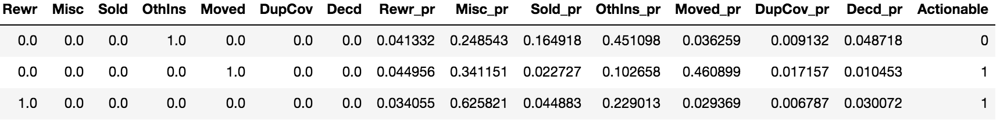 Rewr Misc Sold OthIns Moved DupCov Decd Rewr_pr Misc_pr Sold_pr OthIns_pr Moved_pr DupCov_pr Decd_pr Actionable
0.0 0.0 0.0 1.0 0.0 0.0 0.0 0.041332 0.248543 0.164918 0.451098 0.036259 0.009132 0.048718 0
0.0 0.0 0.0 0.0 1.0 0.0 0.0 0.044956 0.341151 0.022727 0.102658 0.460899 0.017157 0.010453 1
1.0 0.0 0.0 0.0 0.0 0.0 0.0 0.034055 0.625821 0.044883 0.229013 0.029369 0.006787 0.030072 1